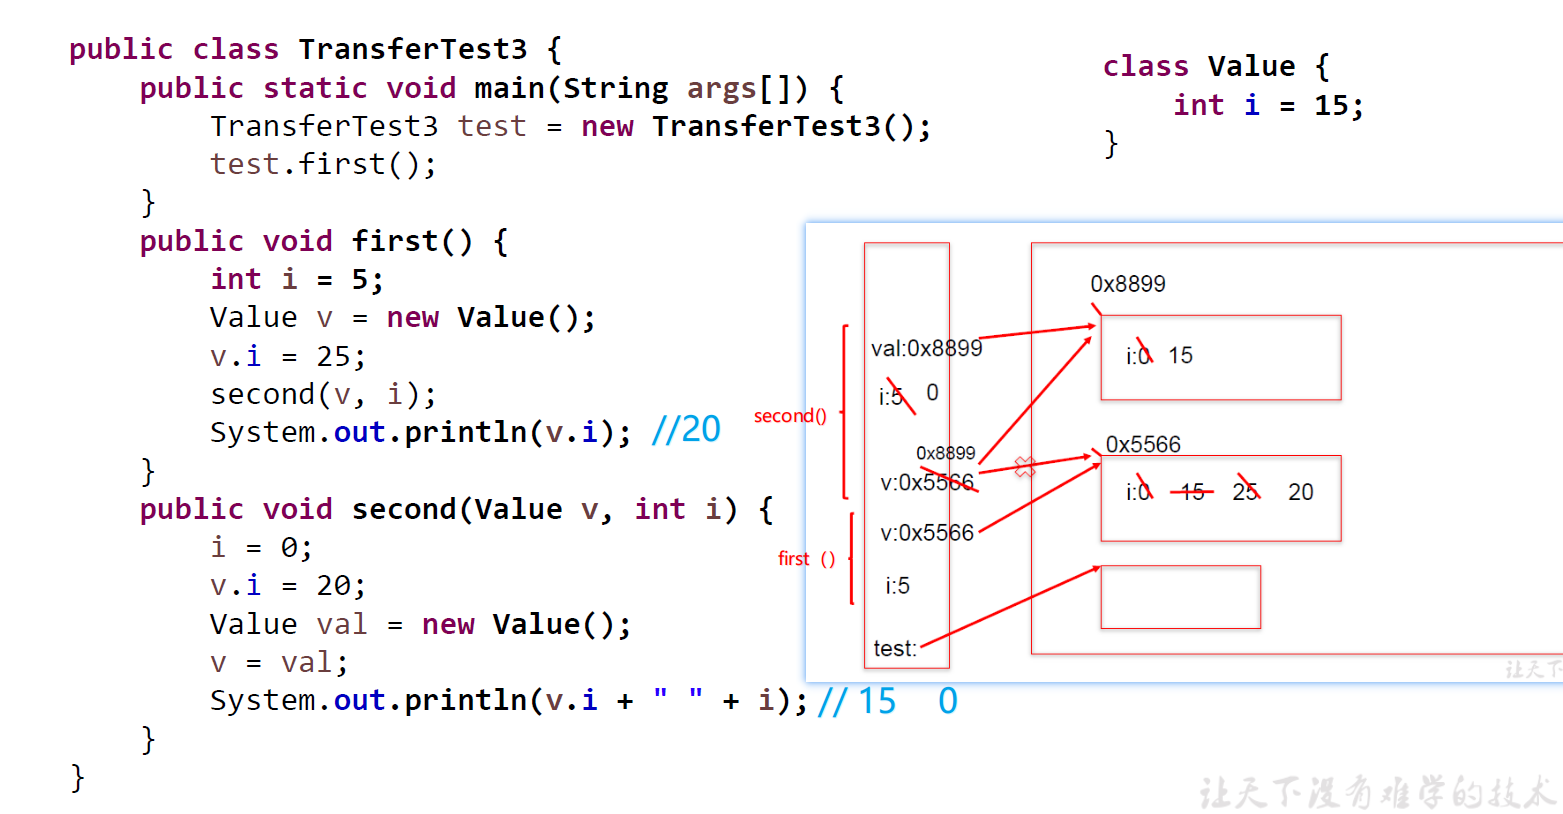 public class TransferTest3 {
public static void main(String args[]) {
TransferTest3 test = new TransferTest3();
test.first();
}
public void first() {
int i = 5;
Value v = new Value();
v.i = 25;
second(v, i);
System.out.println(v.i); //20
}
public void second(Value v, int i) {
i = 0;
v.i = 20;
Value val = new Value();
v = val;
System.out.println(v.i + " " + i); // 15 0
}
}
class Value {
int i = 15;
}
second()
first ()
val:0x8899
i:5 0
0x8899
v:0x5566
v:0x5566
i:5
test:
0x8899
i:0 15
0x5566
i:0 15 25 20
让天下
让天下没有难学的技术